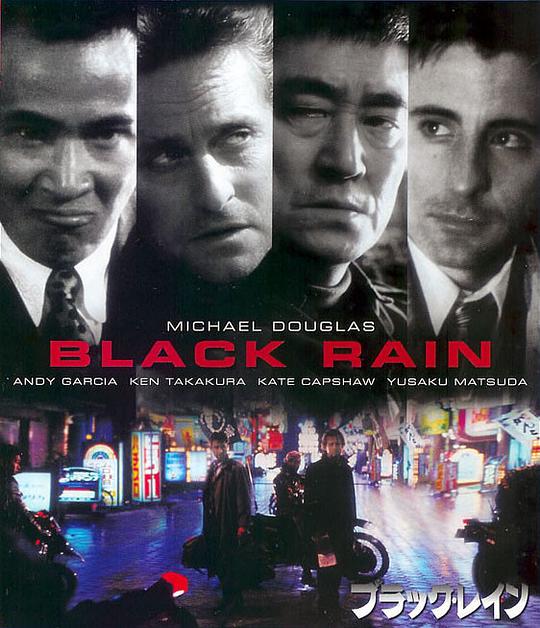 MICHAEL DOUGLAS
BLACK RAIN
ANDY GARCIA KEN TAKAKURA KATE CAPSHAW YUSAKU MATSUDA
ブラック・レイン